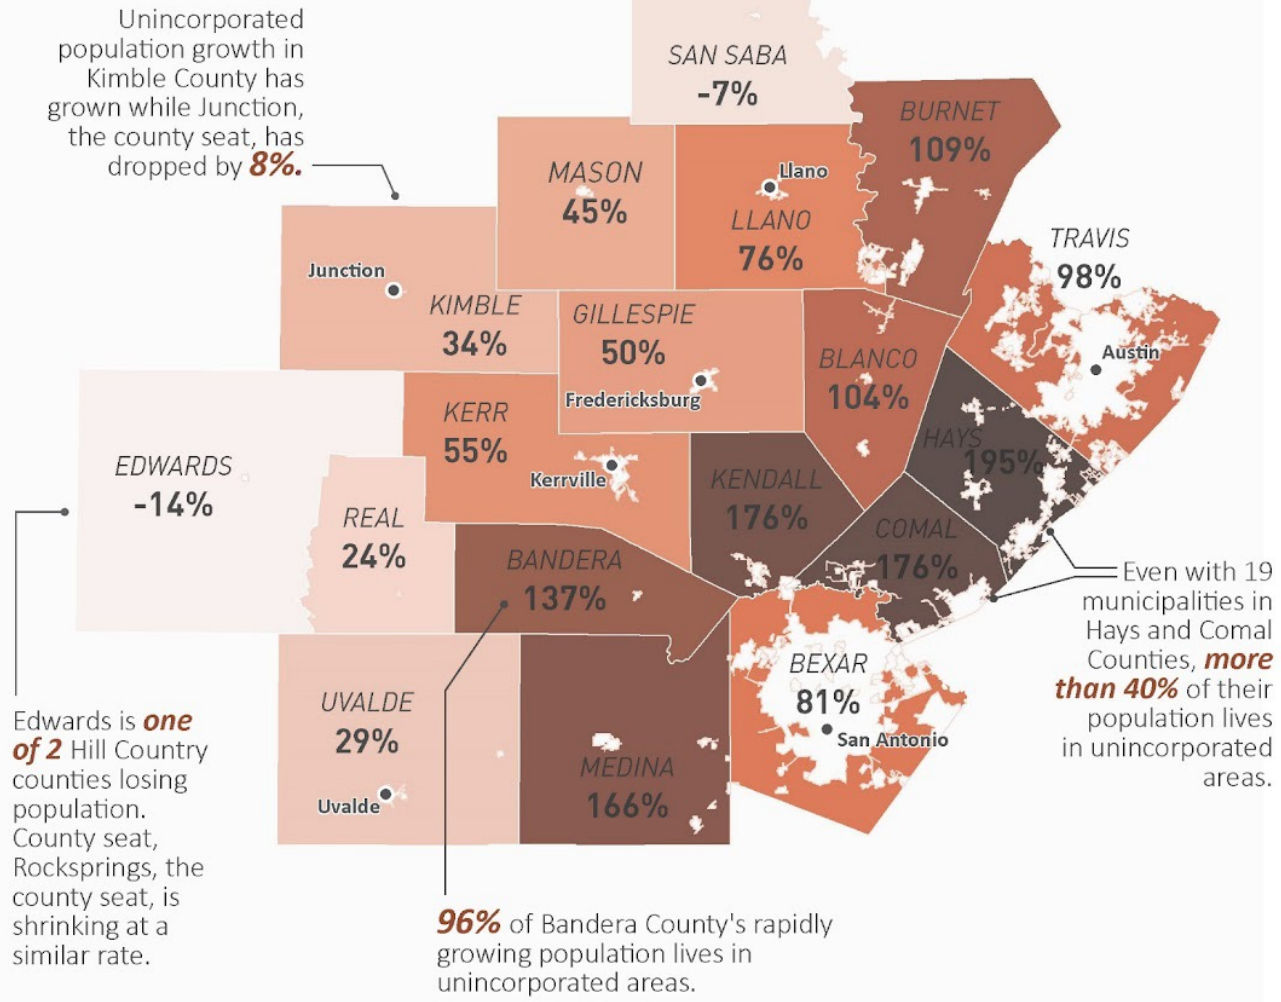 Unincorporated
population growth in
Kimble County has
grown while Junction,
the county seat, has
dropped by 8%.
SAN SABA
-7%
BURNET
109%
MASON
45%
Llano
LLANO
76%
TRAVIS
98%
Austin
Junction
KIMBLE
34%
GILLESPIE
50%
Fredericksburg
BLANCO
104%
EDWARDS
-14%
KERR
55%
Kerrville
HAYS
195%
KENDALL
176%
COMAL
176%
REAL
24%
BANDERA
137%
Even with 19
municipalities in
Hays and Comal
Counties, more
than 40% of their
population lives
in unincorporated
areas.
UVALDE
29%
Uvalde
MEDINA
166%
BEXAR
81%
San Antonio
Edwards is one
of 2 Hill Country
counties losing
population.
County seat,
Rocksprings, the
county seat, is
shrinking at a
similar rate.
96% of Bandera County's rapidly
growing population lives in
unincorporated areas.